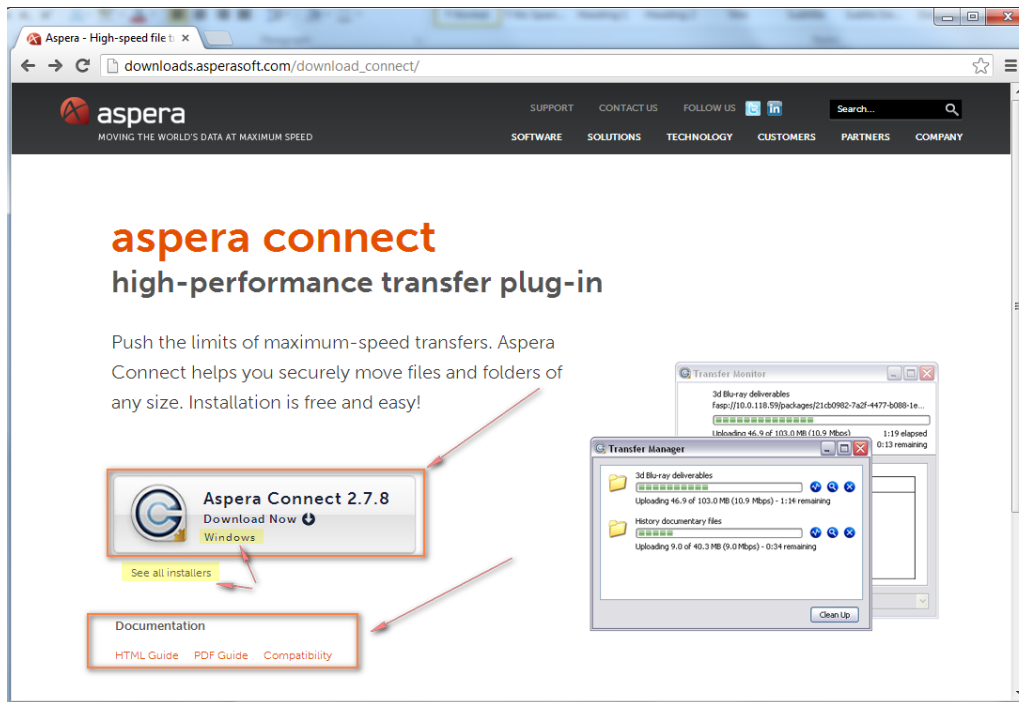 Aspera - High-speed file t
downloads.asperasoft.com/download_connect/
aspera
MOVING THE WORLD'S DATA AT MAXIMUM SPEED
SUPPORT CONTACT US FOLLOW US
Search...
SOFTWARE SOLUTIONS TECHNOLOGY CUSTOMERS PARTNERS COMPANY
aspera connect
high-performance transfer plug-in
Push the limits of maximum-speed transfers. Aspera
Connect helps you securely move files and folders of
any size. Installation is free and easy!
Aspera Connect 2.7.8
Download Now
Windows
See all installers
Documentation
HTML Guide PDF Guide Compatibility
Transfer Monitor
3d Blu-ray deliverables
fasp://10.0.118.59/packages/21cb0982-7a2f-4477-b088-1e...
Uploading 46.9 of 103.0 MB (10.9 Mbps)
1:19 elapsed
0:13 remaining
Transfer Manager
3d Blu-ray deliverables
Uploading 46.9 of 103.0 MB (10.9 Mbps) - 1:14 remaining
History documentary files
Uploading 9.0 of 40.3 MB (9.0 Mbps) - 0:34 remaining
Clean Up